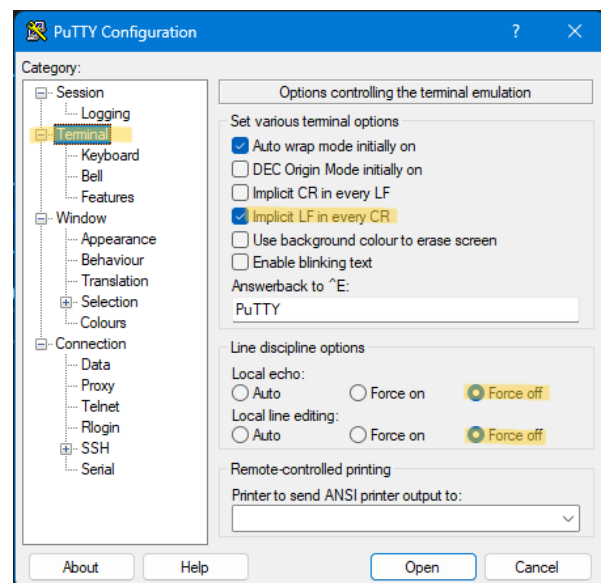 PuTTY Configuration
Category:
Session
Logging
Terminal
Keyboard
Bell
Features
Window
Appearance
Behaviour
Translation
Selection
Colours
Connection
Data
Proxy
Telnet
Rlogin
SSH
Serial
Options controlling the terminal emulation
Set various terminal options
Auto wrap mode initially on
DEC Origin Mode initially on
Implicit CR in every LF
Implicit LF in every CR
Use background colour to erase screen
Enable blinking text
Answerback to ^E:
PuTTY
Line discipline options
Local echo:
Auto Force on Force off
Local line editing:
Auto Force on Force off
Remote-controlled printing
Printer to send ANSI printer output to:
About Help Open Cancel